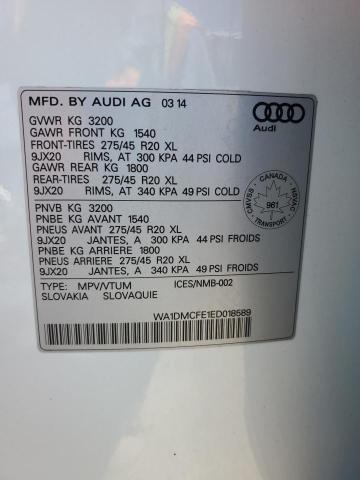 MFD. BY AUDI AG 03 14
GVWR KG 3200
GAWR FRONT KG 1540
FRONT-TIRES 275/45 R20 XL
9JX20 RIMS, AT 300 KPA 44 PSI COLD
GAWR REAR KG 1800
REAR-TIRES 275/45 R20 XL
9JX20 RIMS, AT 340 KPA 49 PSI COLD
Audi
CANADA
CMVSS
961
NSVAC
PNVB KG 3200
PNBE KG AVANT 1540
PNEUS AVANT 275/45 R20 XL
9JX20 JANTES, A 300 KPA 44 PSI FROIDS
PNBE KG ARRIERE 1800
PNEUS ARRIERE 275/45 R20 XL
9JX20 JANTES, A 340 KPA 49 PSI FROIDS
TYPE: MPV/VTUM ICES/NMB-002
SLOVAKIA SLOVAQUIE
WA1DMCFE1ED018589